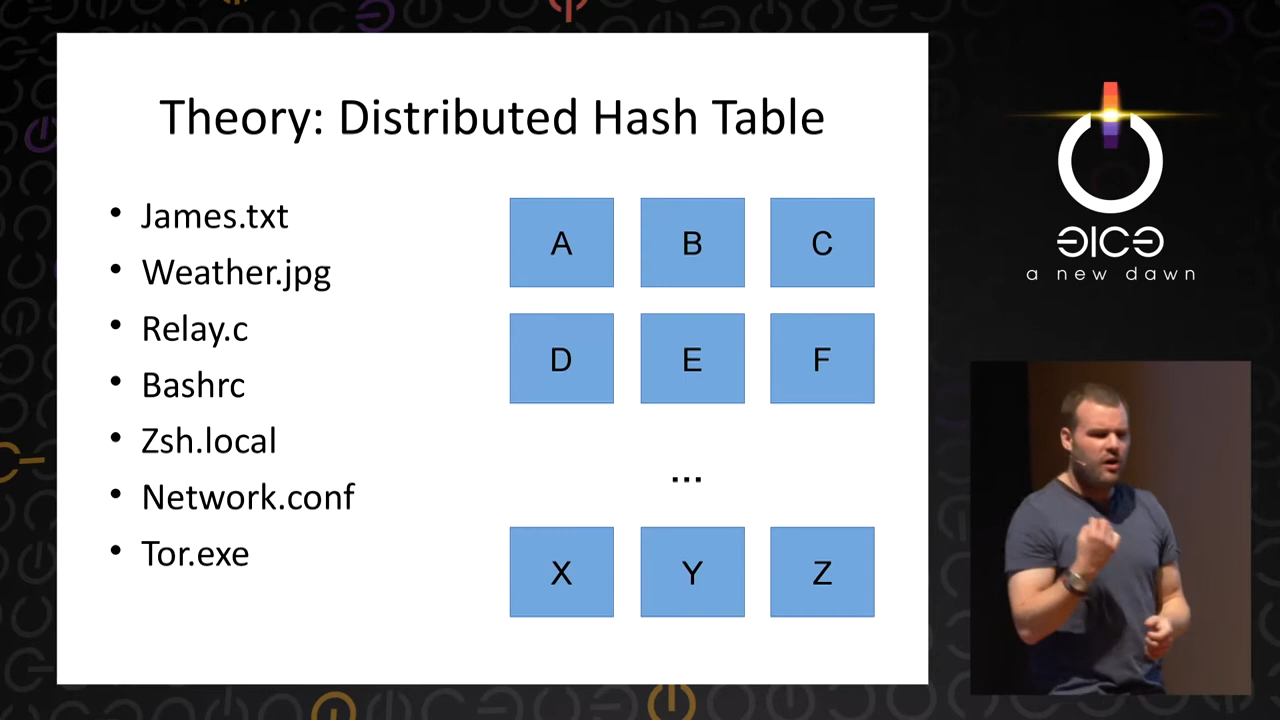 Theory: Distributed Hash Table
James.txt
Weather.jpg
Relay.c
Bashrc
Zsh.local
Network.conf
Tor.exe
A B C
D E F
...
X Y Z
a new dawn